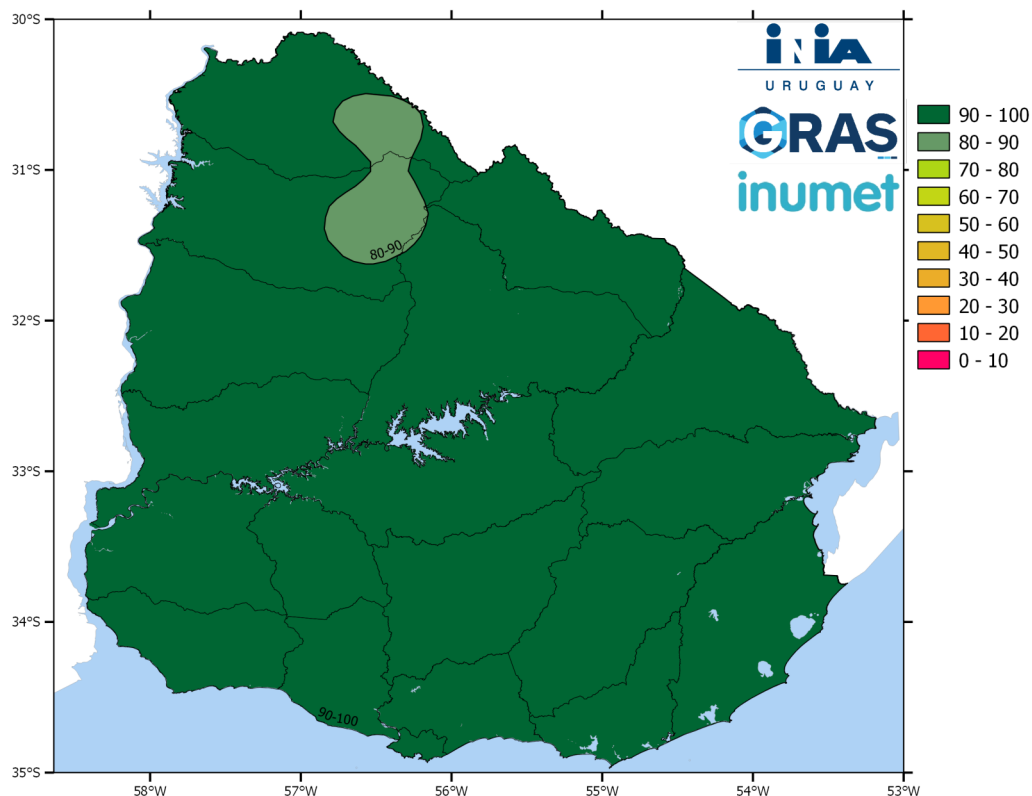 30°S
31°S
32°S
33°S
34°S
35°S
58°W
57°W
56°W
55°W
54°W
53°W
80-90
90-100
INIA
URUGUAY
GRAS
inumet
90 - 100
80 - 90
70 - 80
60 - 70
50 - 60
40 - 50
30 - 40
20 - 30
10 - 20
0 - 10